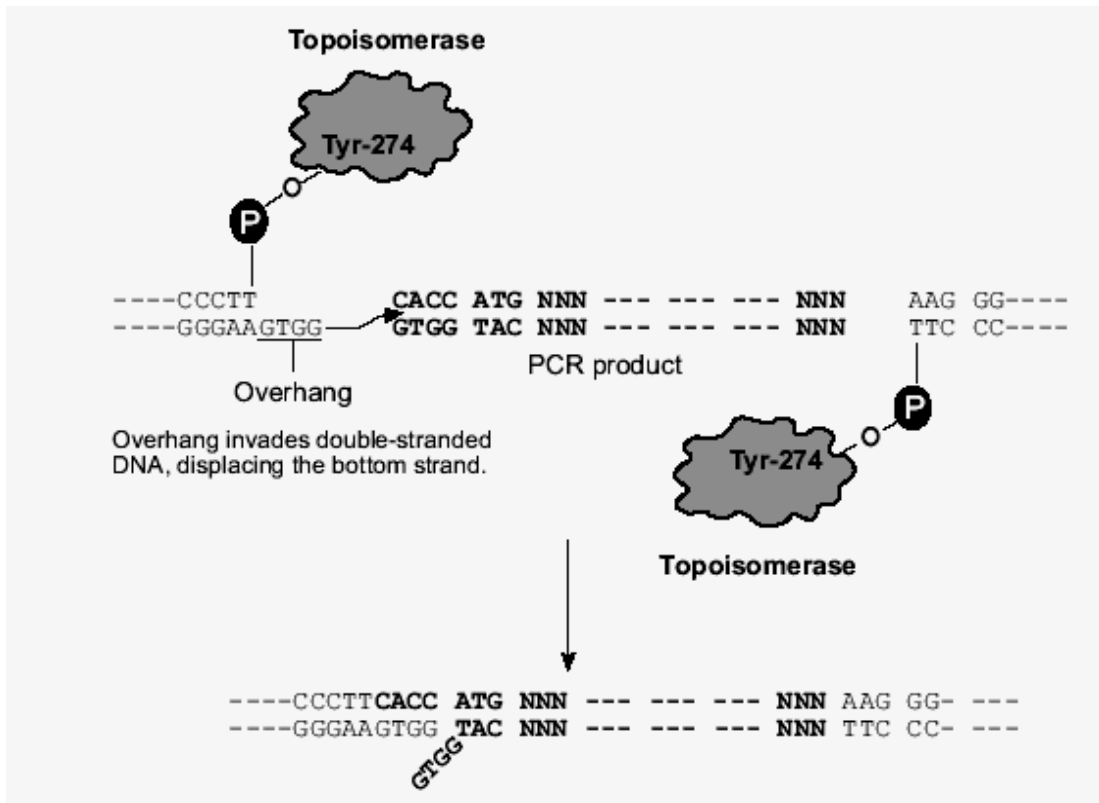 Topoisomerase
Tyr-274
O
P
----CCCTT CACC ATG NNN --- --- --- NNN AAG GG----
----GGGAAGTGG GTGG TAC NNN --- --- --- NNN TTC CC----
PCR product
Overhang
P
O
Overhang invades double-stranded
DNA, displacing the bottom strand.
Tyr-274
Topoisomerase
----CCCTTCACC ATG NNN --- --- --- NNN AAG GG- ---
----GGGAAGTGG TAC NNN --- --- --- NNN TTC CC- ---
GTGG